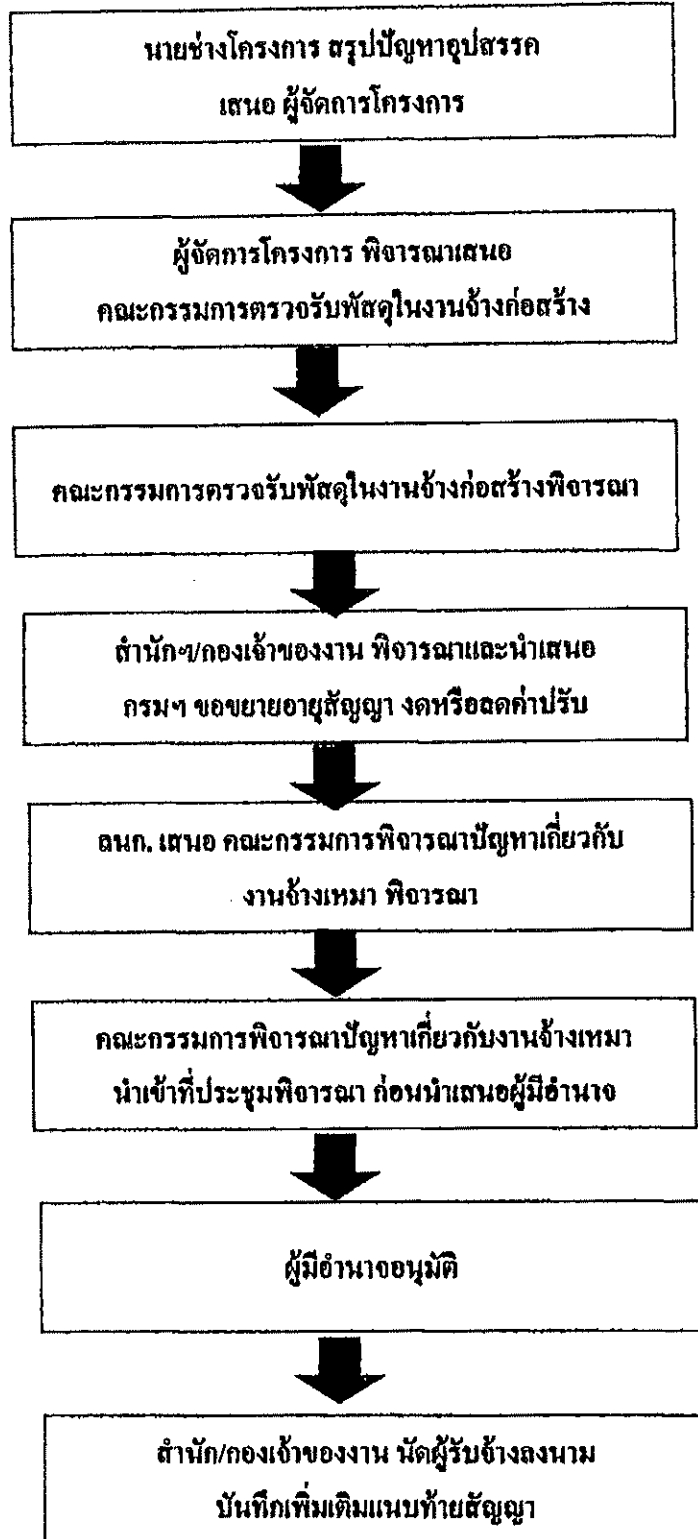 นายช่างโครงการ สรุปปัญหาอุปสรรค
เสนอ ผู้จัดการโครงการ
ผู้จัดการโครงการ พิจารณาเสนอ
คณะกรรมการตรวจรับพัสดุในงานจ้างก่อสร้าง
คณะกรรมการตรวจรับพัสดุในงานจ้างก่อสร้างพิจารณา
สำนักฯ/กองเจ้าของงาน พิจารณาและนำเสนอ
กรมฯ ขอขยายอายุสัญญา งดหรือลดค่าปรับ
ลนก. เสนอ คณะกรรมการพิจารณาปัญหาเกี่ยวกับ
งานจ้างเหมา พิจารณา
คณะกรรมการพิจารณาปัญหาเกี่ยวกับงานจ้างเหมา
นำเข้าที่ประชุมพิจารณา ก่อนนำเสนอผู้มีอำนาจ
ผู้มีอำนาจอนุมัติ
สำนัก/กองเจ้าของงาน นัดผู้รับจ้างลงนาม
บันทึกเพิ่มเติมแนบท้ายสัญญา